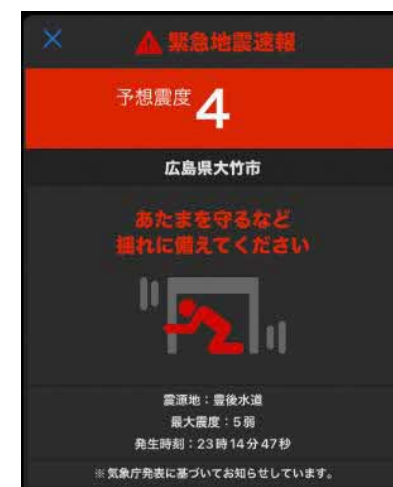 緊急地震速報
予想震度 4
広島県大竹市
あたまを守るなど
揺れに備えてください
震源地：豊後水道
最大震度：5弱
発生時刻：23時14分47秒
※気象庁発表に基づいてお知らせしています。